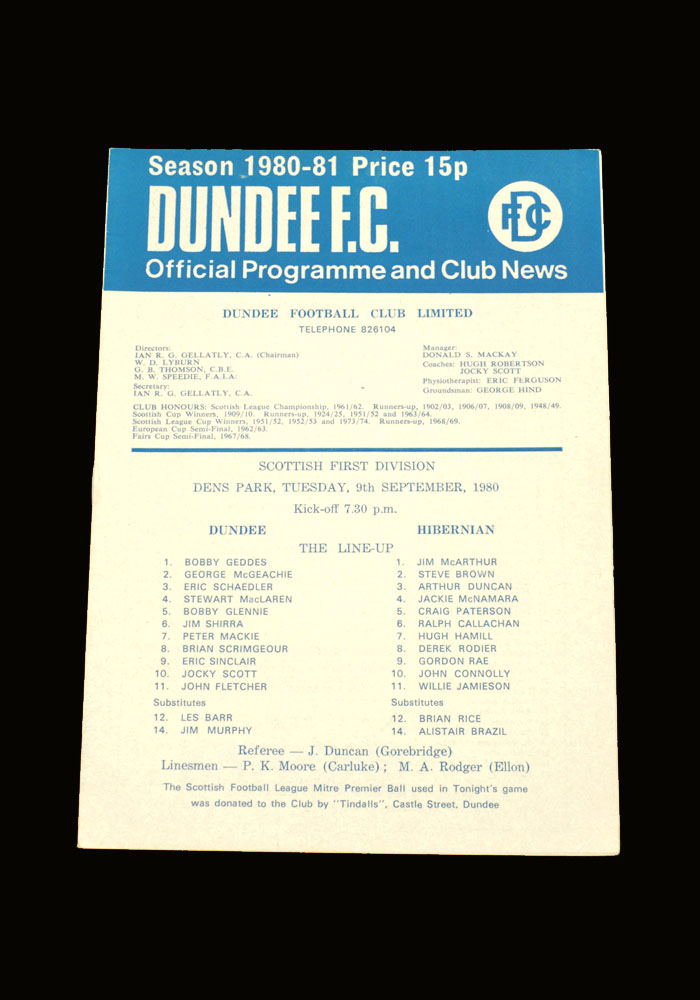 Season 1980-81 Price 15p
DUNDEE F.C.
DFC
Official Programme and Club News
DUNDEE FOOTBALL CLUB LIMITED
TELEPHONE 826104
Directors:
IAN R. G. GELLATLY, C.A. (Chairman)
W. D. LYBURN
G. B. THOMSON, C.B.E.
M. W. SPEEDIE, F.A.I.A.
Secretary:
IAN R. G. GELLATLY, C.A.
Manager:
DONALD S. MACKAY
Coaches: HUGH ROBERTSON
JOCKY SCOTT
Physiotherapist: ERIC FERGUSON
Groundsman: GEORGE HIND
CLUB HONOURS: Scottish League Championship, 1961/62. Runners-up, 1902/03, 1906/07, 1908/09, 1948/49.
Scottish Cup Winners, 1909/10. Runners-up, 1924/25, 1951/52 and 1963/64.
Scottish League Cup Winners, 1951/52, 1952/53 and 1973/74. Runners-up, 1968/69.
European Cup Semi-Final, 1962/63.
Fairs Cup Semi-Final, 1967/68.
SCOTTISH FIRST DIVISION
DENS PARK, TUESDAY, 9th SEPTEMBER, 1980
Kick-off 7.30 p.m.
DUNDEE HIBERNIAN
THE LINE-UP
1. BOBBY GEDDES 1. JIM McARTHUR
2. GEORGE McGEACHIE 2. STEVE BROWN
3. ERIC SCHAEDLER 3. ARTHUR DUNCAN
4. STEWART MacLAREN 4. JACKIE McNAMARA
5. BOBBY GLENNIE 5. CRAIG PATERSON
6. JIM SHIRRA 6. RALPH CALLACHAN
7. PETER MACKIE 7. HUGH HAMILL
8. BRIAN SCRIMGEOUR 8. DEREK RODIER
9. ERIC SINCLAIR 9. GORDON RAE
10. JOCKY SCOTT 10. JOHN CONNOLLY
11. JOHN FLETCHER 11. WILLIE JAMIESON
Substitutes Substitutes
12. LES BARR 12. BRIAN RICE
14. JIM MURPHY 14. ALISTAIR BRAZIL
Referee — J. Duncan (Gorebridge)
Linesmen — P. K. Moore (Carluke); M. A. Rodger (Ellon)
The Scottish Football League Mitre Premier Ball used in Tonight's game
was donated to the Club by "Tindalls", Castle Street, Dundee